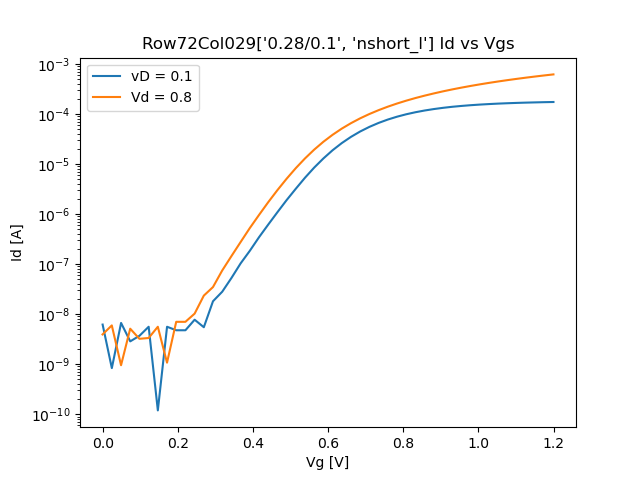 Row72Col029['0.28/0.1', 'nshort_l'] Id vs Vgs
vD = 0.1
Vd = 0.8
Id [A]
10⁻³
10⁻⁴
10⁻⁵
10⁻⁶
10⁻⁷
10⁻⁸
10⁻⁹
10⁻¹⁰
0.0 0.2 0.4 0.6 0.8 1.0 1.2
Vg [V]